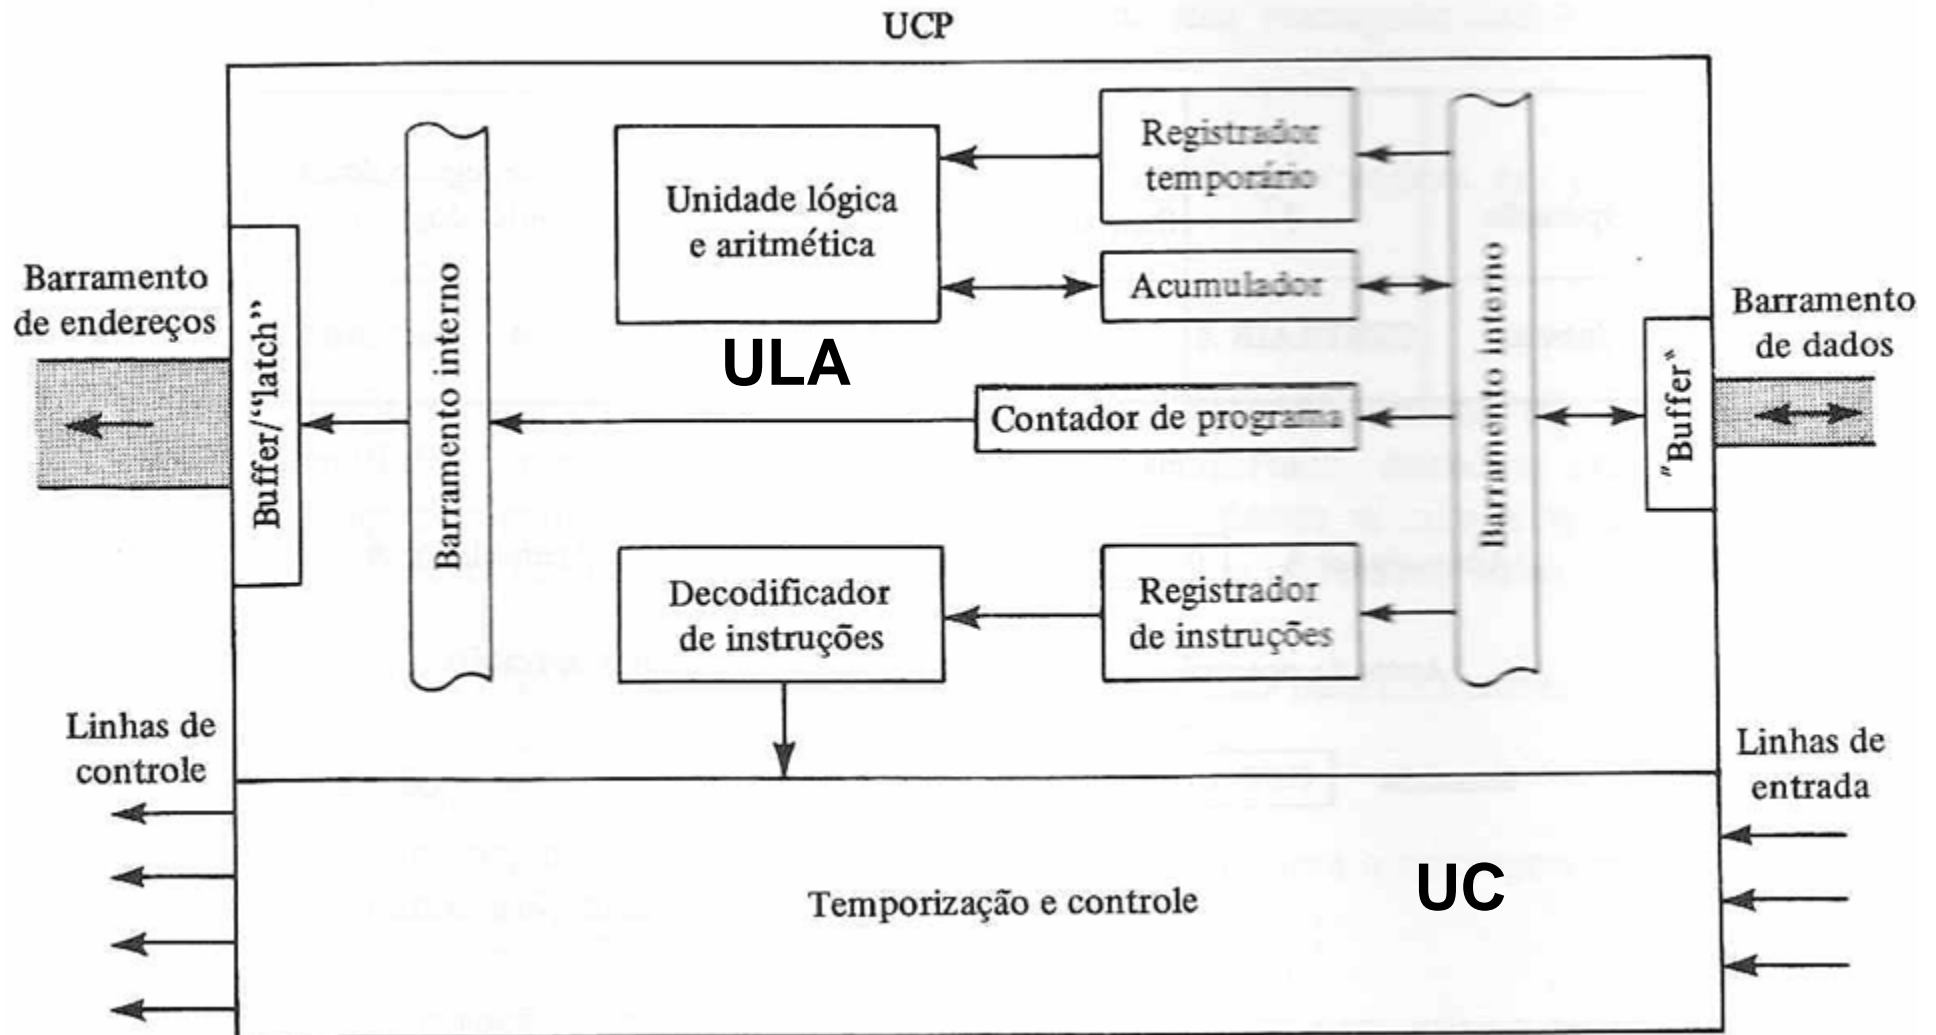 UCP
Registrador
temporário
Unidade lógica
e aritmética
Acumulador
ULA
Barramento
de endereços
Buffer/"latch"
Barramento interno
Contador de programa
Barramento interno
"Buffer"
Barramento
de dados
Decodificador
de instruções
Registrador
de instruções
Linhas de
controle
Linhas de
entrada
Temporização e controle
UC